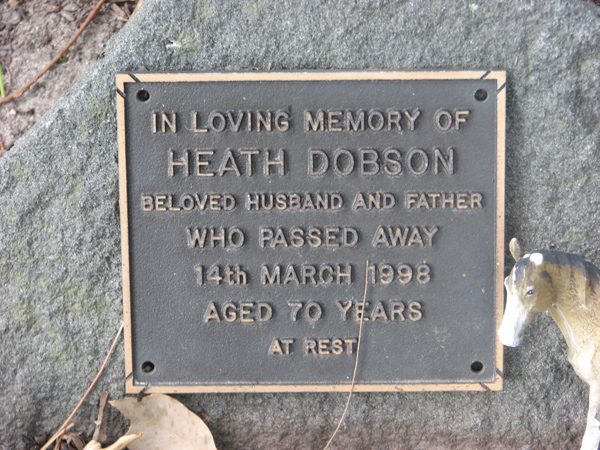 IN LOVING MEMORY OF
HEATH DOBSON
BELOVED HUSBAND AND FATHER
WHO PASSED AWAY
14th MARCH 1998
AGED 70 YEARS
AT REST